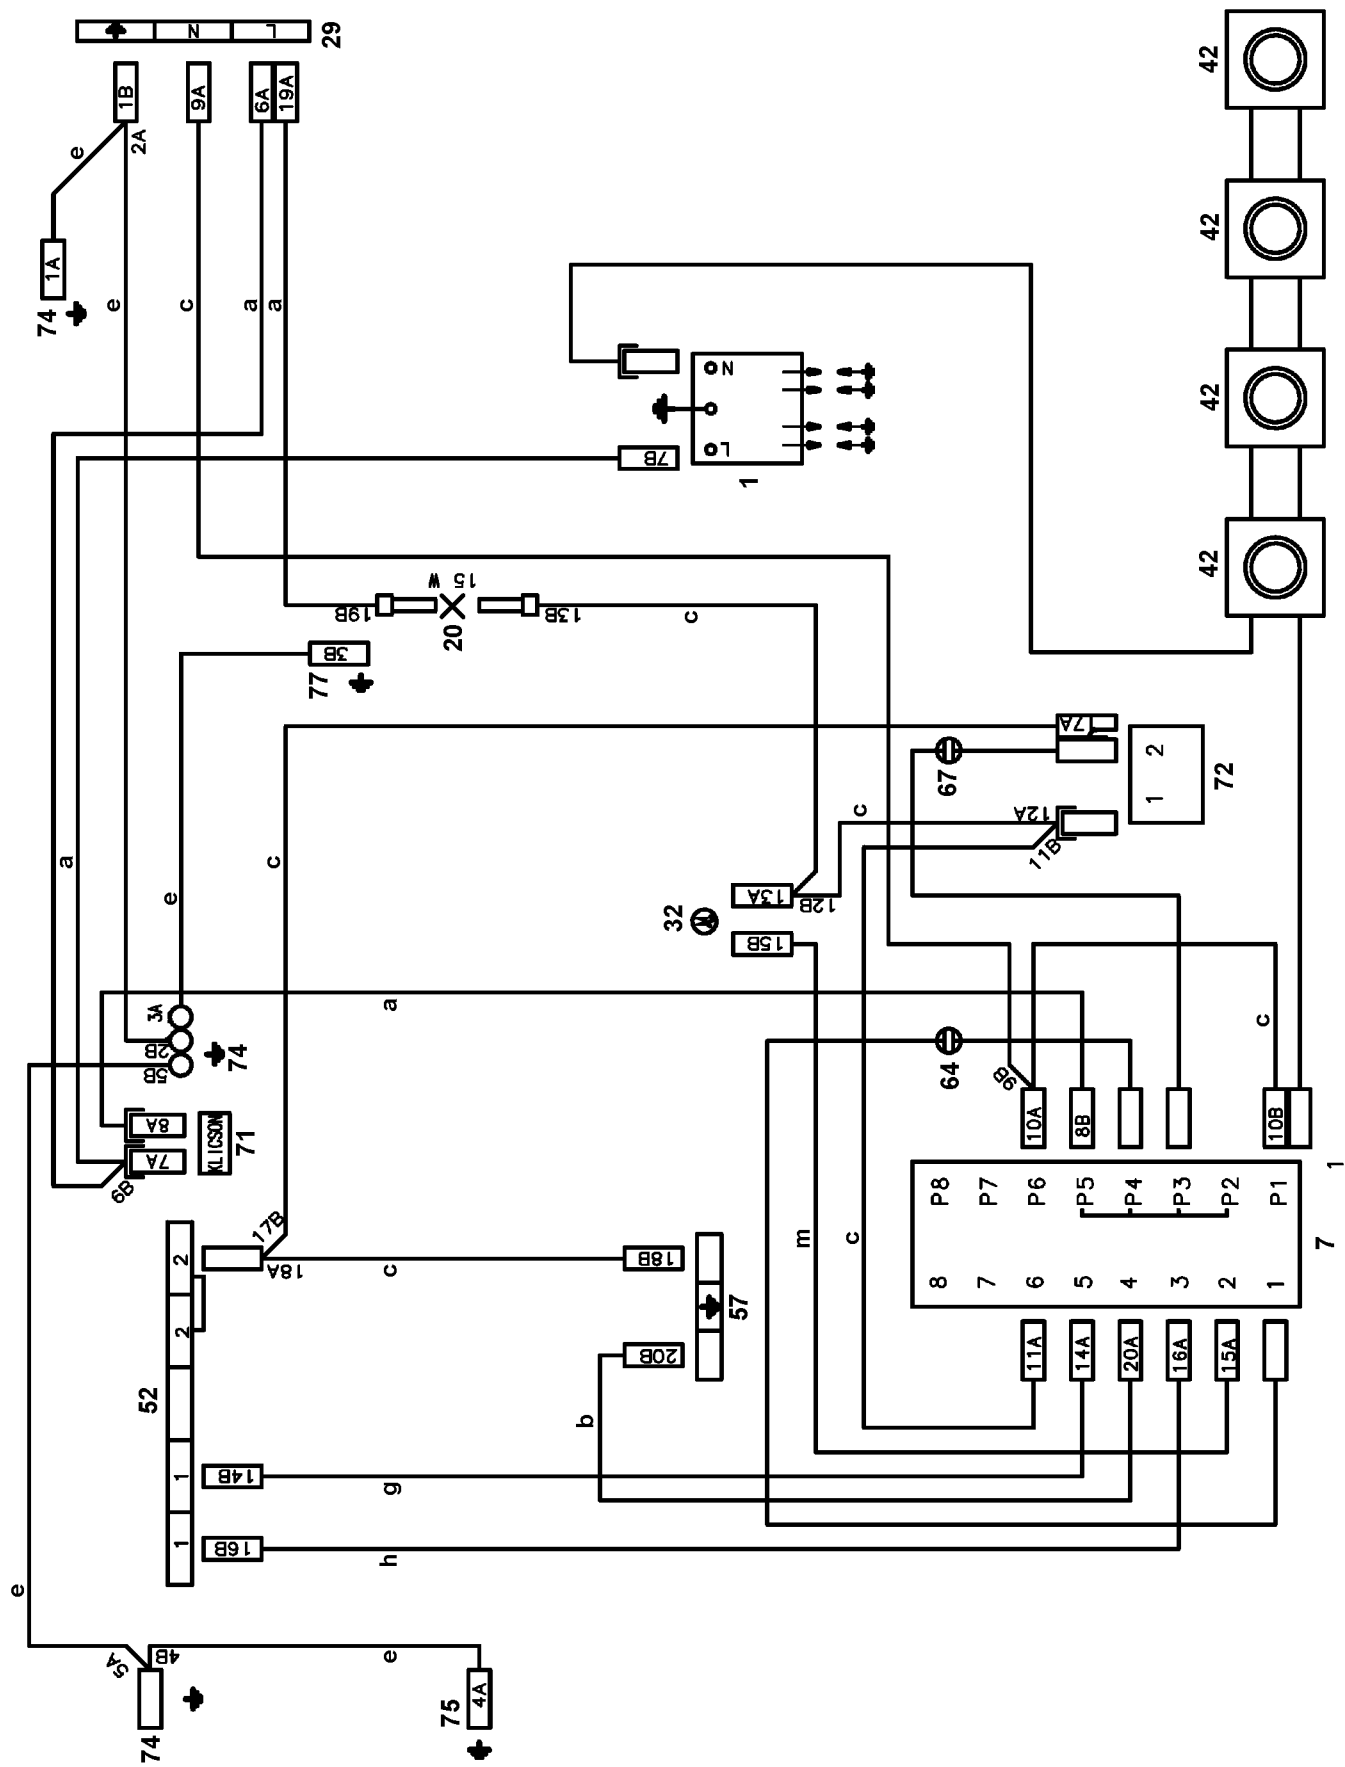 29
N
L
1B
9A
6A
19A
2A
e
1A
74
e
c
a
a
42
42
42
42
N
L
7B
1
15 W
19B
13B
20
c
3B
77
17A
2
1
72
67
12A
11B
c
c
a
e
32
13A
12B
15B
3A
2B
5B
74
a
9B
64
c
8A
7A
6B
KLICSON
71
10A
8B
10B
17B
18A
c
2
2
52
1
1
18B
20B
57
b
m
c
P8
P7
P6
P5
P4
P3
P2
P1
1
8
7
6
5
4
3
2
1
7
11A
14A
20A
16A
15A
14B
g
16B
h
e
5A
4B
e
74
75
4A